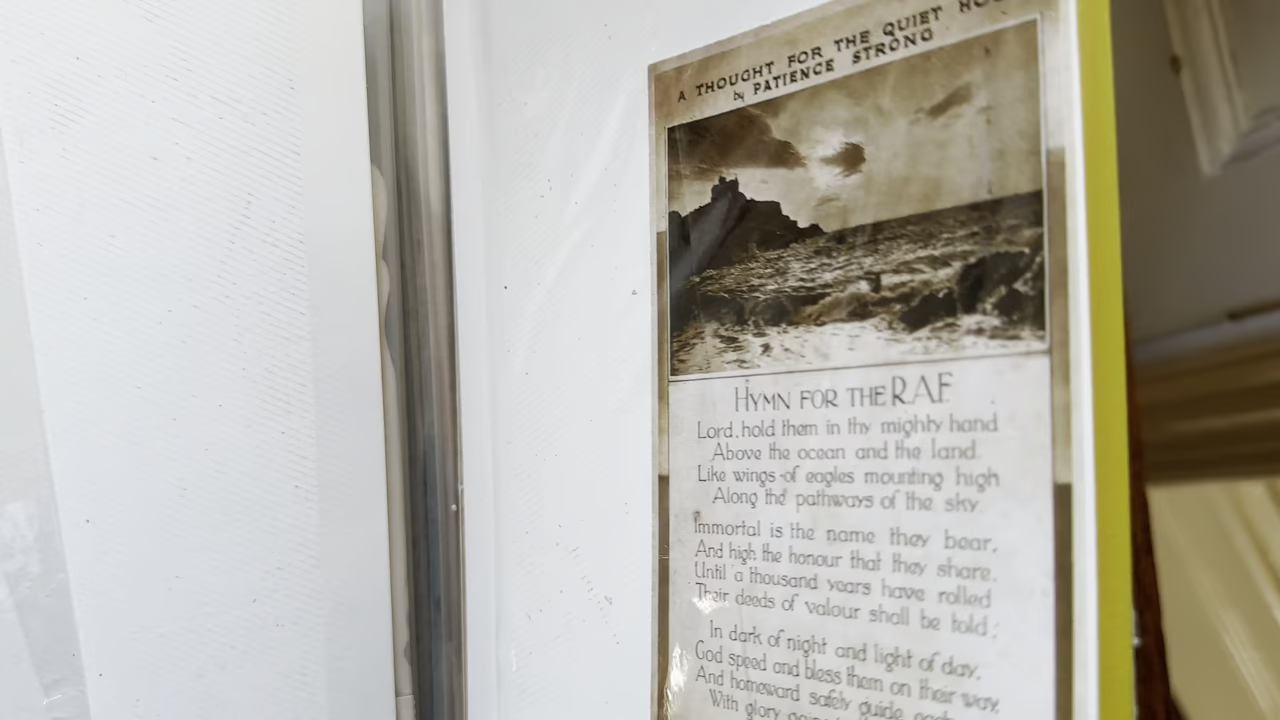 A THOUGHT FOR THE QUIET
by PATIENCE STRONG
HYMN FOR THE RAF
Lord, hold them in thy mighty hand
Above the ocean and the land
Like wings of eagles mounting high
Along the pathways of the sky.
Immortal is the name they bear,
And high the honour that they share.
Until a thousand years have rolled
Their deeds of valour shall be told;
In dark of night and light of day,
God speed and bless them on their way,
And homeward safely guide each
With glory